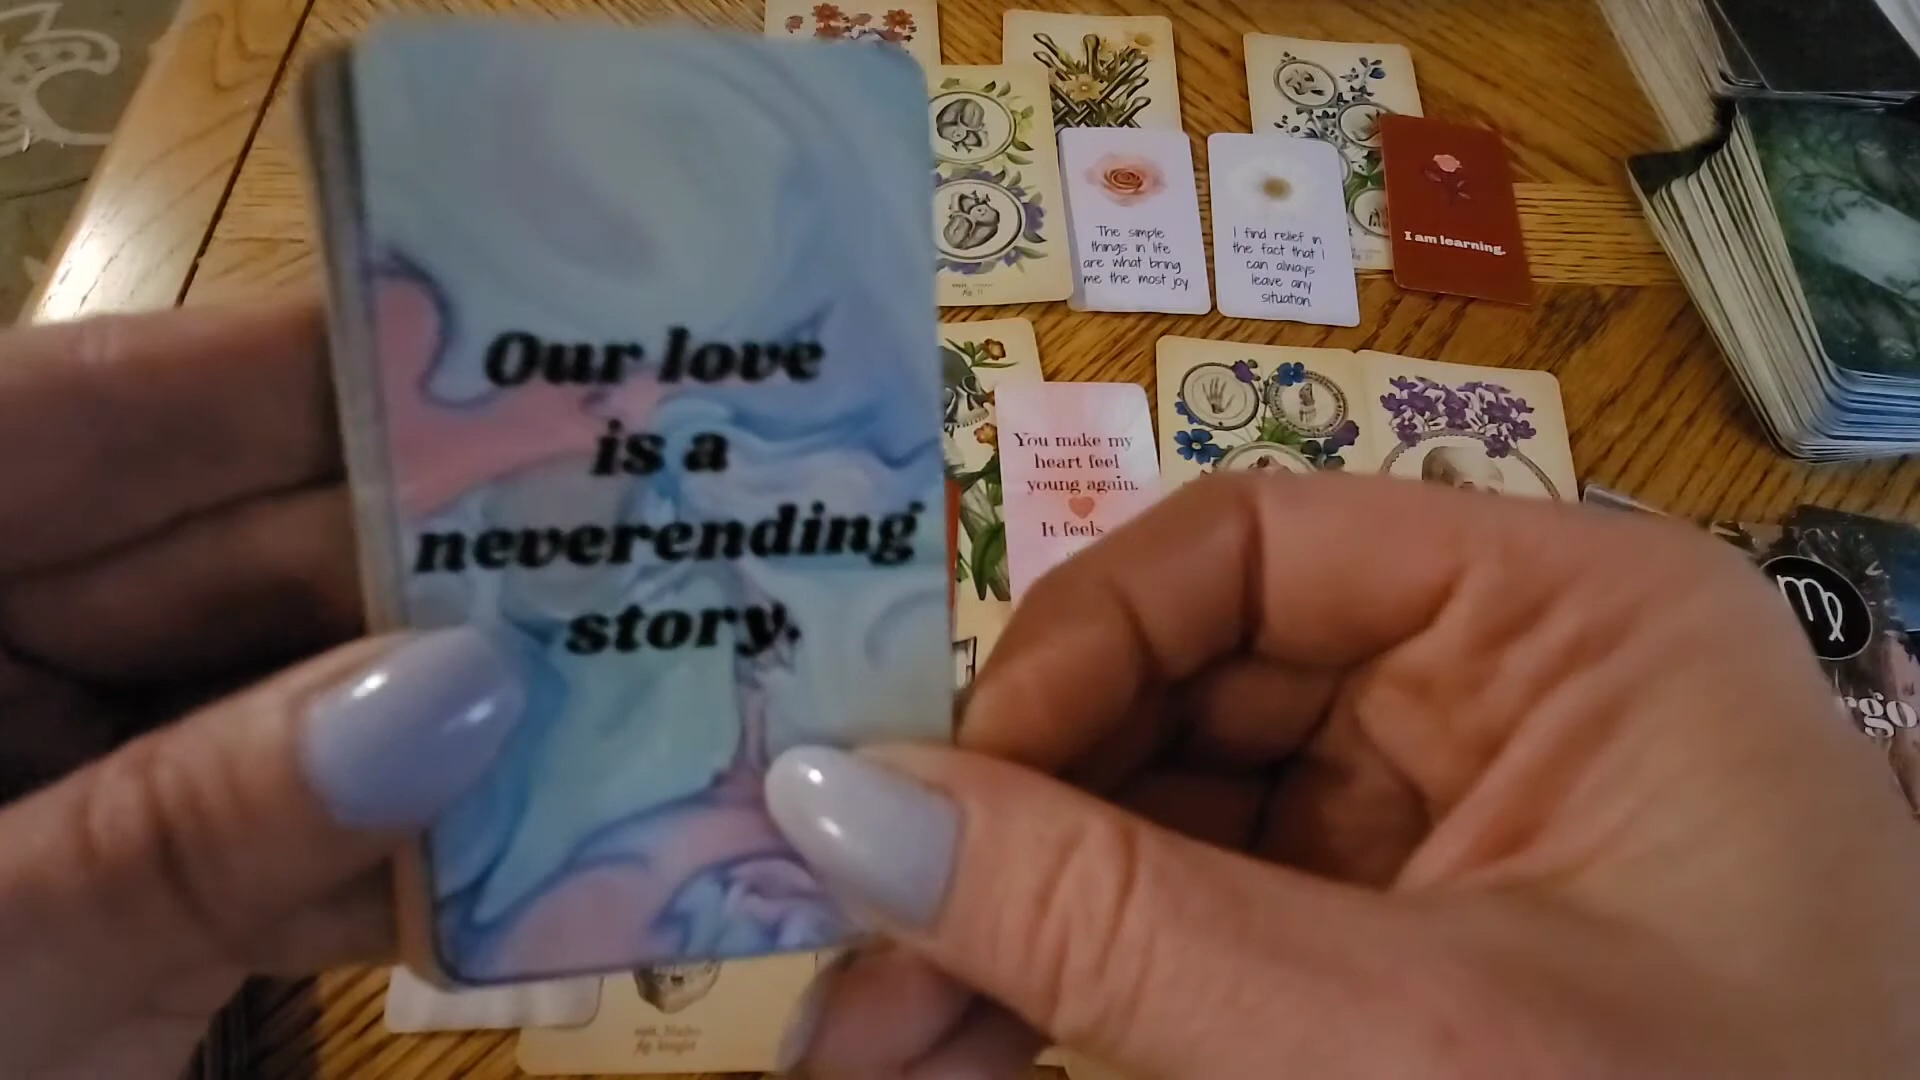 Our love
is a
neverending
story.
The simple
things in life
are what bring
me the most joy.
I find relief in
the fact that I
can always
leave any
situation.
I am learning.
You make my
heart feel
young again.
It feels